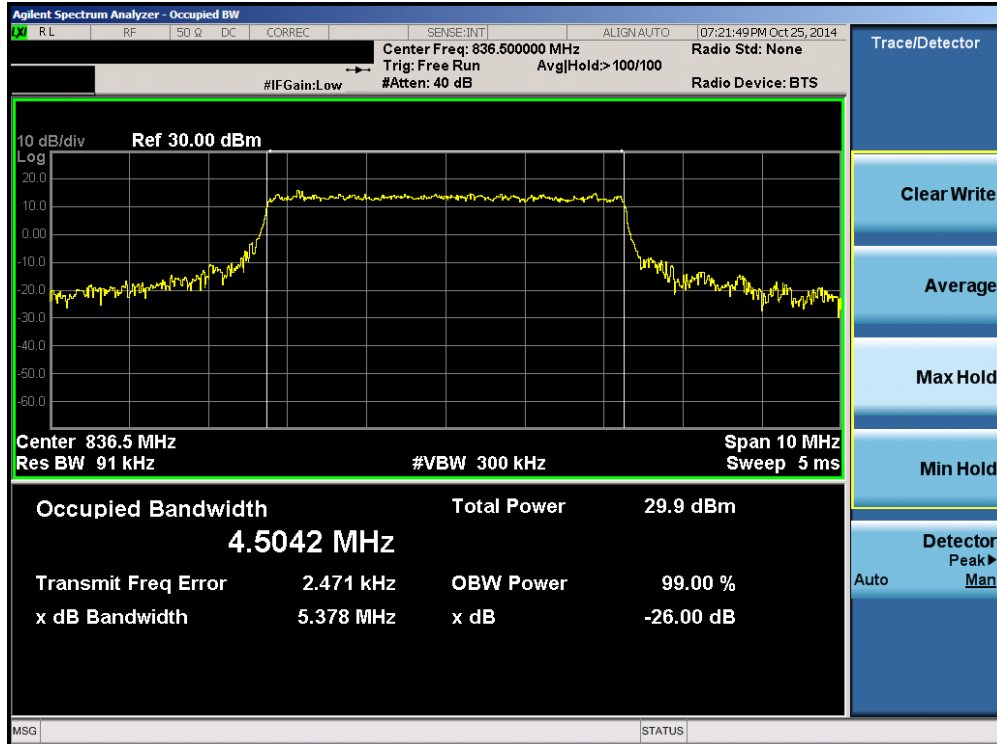 Agilent Spectrum Analyzer - Occupied BW
LXI RL RF 50 Ω DC CORREC SENSE:INT ALIGN AUTO 07:21:49 PM Oct 25, 2014
Center Freq: 836.500000 MHz Radio Std: None
Trig: Free Run Avg|Hold:> 100/100
#IFGain:Low #Atten: 40 dB Radio Device: BTS
10 dB/div Ref 30.00 dBm
Log
20.0
10.0
0.00
-10.0
-20.0
-30.0
-40.0
-50.0
-60.0
Center 836.5 MHz Span 10 MHz
Res BW 91 kHz #VBW 300 kHz Sweep 5 ms
Occupied Bandwidth Total Power 29.9 dBm
4.5042 MHz
Transmit Freq Error 2.471 kHz OBW Power 99.00 %
x dB Bandwidth 5.378 MHz x dB -26.00 dB
MSG STATUS
Trace/Detector
Clear Write
Average
Max Hold
Min Hold
Detector
Peak▶
Auto Man